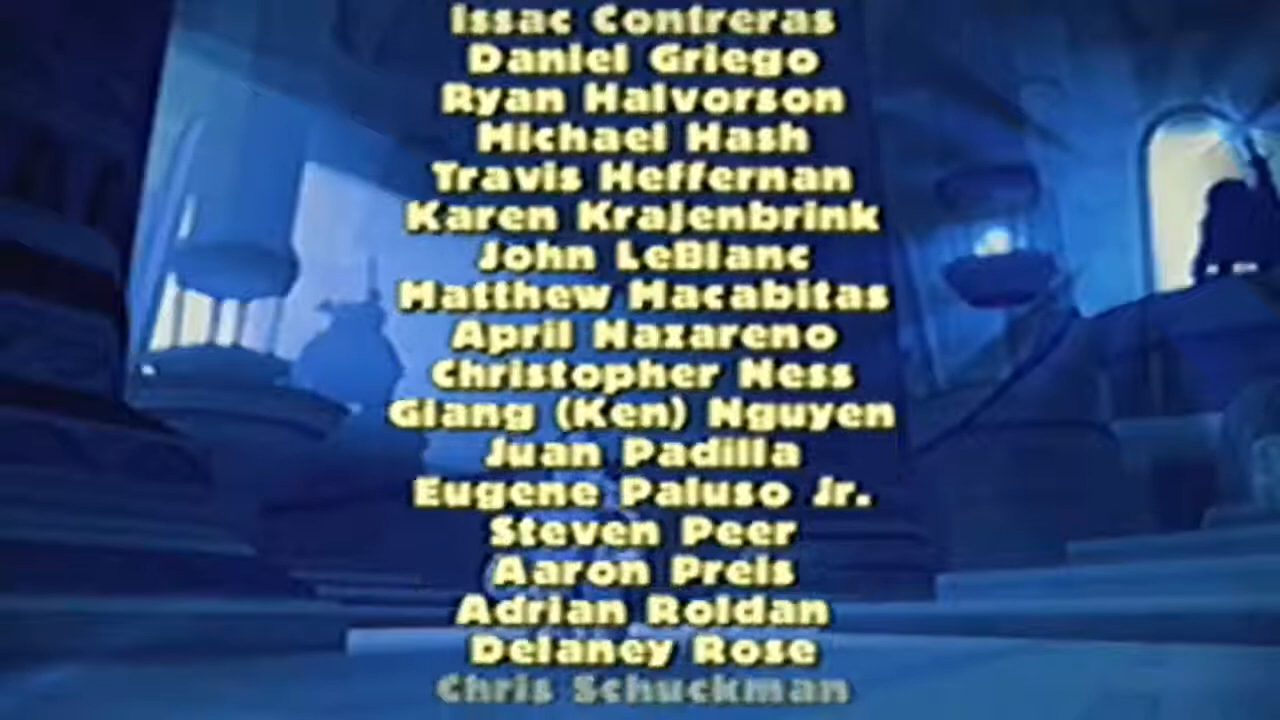 Issac Contreras
Daniel Griego
Ryan Halvorson
Michael Hash
Travis Heffernan
Karen Krajenbrink
John LeBlanc
Matthew Macabitas
April Nazareno
Christopher Ness
Giang (Ken) Nguyen
Juan Padilla
Eugene Paluso Jr.
Steven Peer
Aaron Preis
Adrian Roldan
Delaney Rose
Chris Schuckman